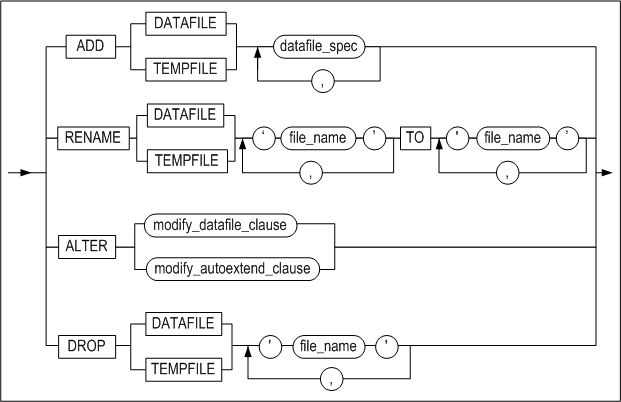 DATAFILE
ADD datafile_spec
TEMPFILE
,
DATAFILE
RENAME ‘ file_name ’ TO ' file_name ’
TEMPFILE
, ,
modify_datafile_clause
ALTER
modify_autoextend_clause
DATAFILE
DROP ' file_name '
TEMPFILE
,